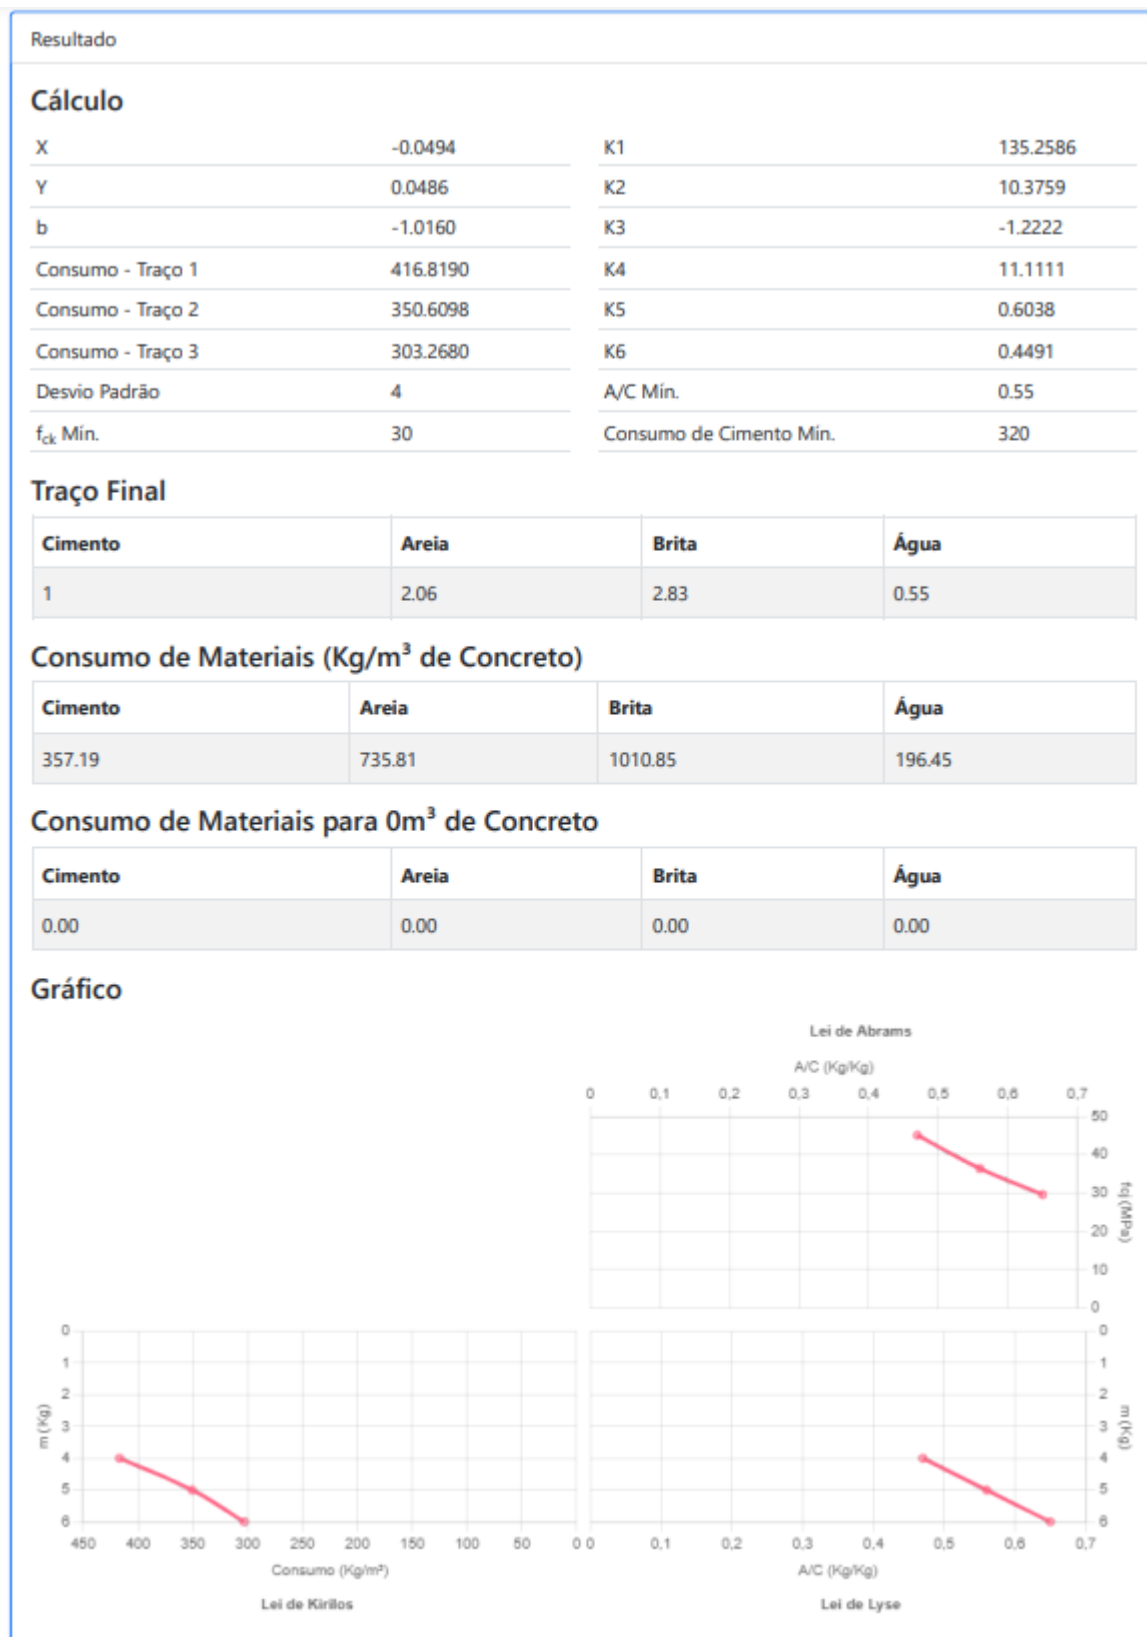 Resultado
Cálculo
X -0.0494 K1 135.2586
Y 0.0486 K2 10.3759
b -1.0160 K3 -1.2222
Consumo - Traço 1 416.8190 K4 11.1111
Consumo - Traço 2 350.6098 K5 0.6038
Consumo - Traço 3 303.2680 K6 0.4491
Desvio Padrão 4 A/C Mín. 0.55
fck Mín. 30 Consumo de Cimento Mín. 320
Traço Final
Cimento Areia Brita Água
1 2.06 2.83 0.55
Consumo de Materiais (Kg/m³ de Concreto)
Cimento Areia Brita Água
357.19 735.81 1010.85 196.45
Consumo de Materiais para 0m³ de Concreto
Cimento Areia Brita Água
0.00 0.00 0.00 0.00
Gráfico
Lei de Abrams
A/C (Kg/Kg)
0 0,1 0,2 0,3 0,4 0,5 0,6 0,7
50
40
30
20
10
0
fcj (MPa)
0
1
2
3
4
5
6
m (Kg)
450 400 350 300 250 200 150 100 50 0
Consumo (Kg/m³)
Lei de Kirilos
0
1
2
3
4
5
6
m (Kg)
0 0,1 0,2 0,3 0,4 0,5 0,6 0,7
A/C (Kg/Kg)
Lei de Lyse